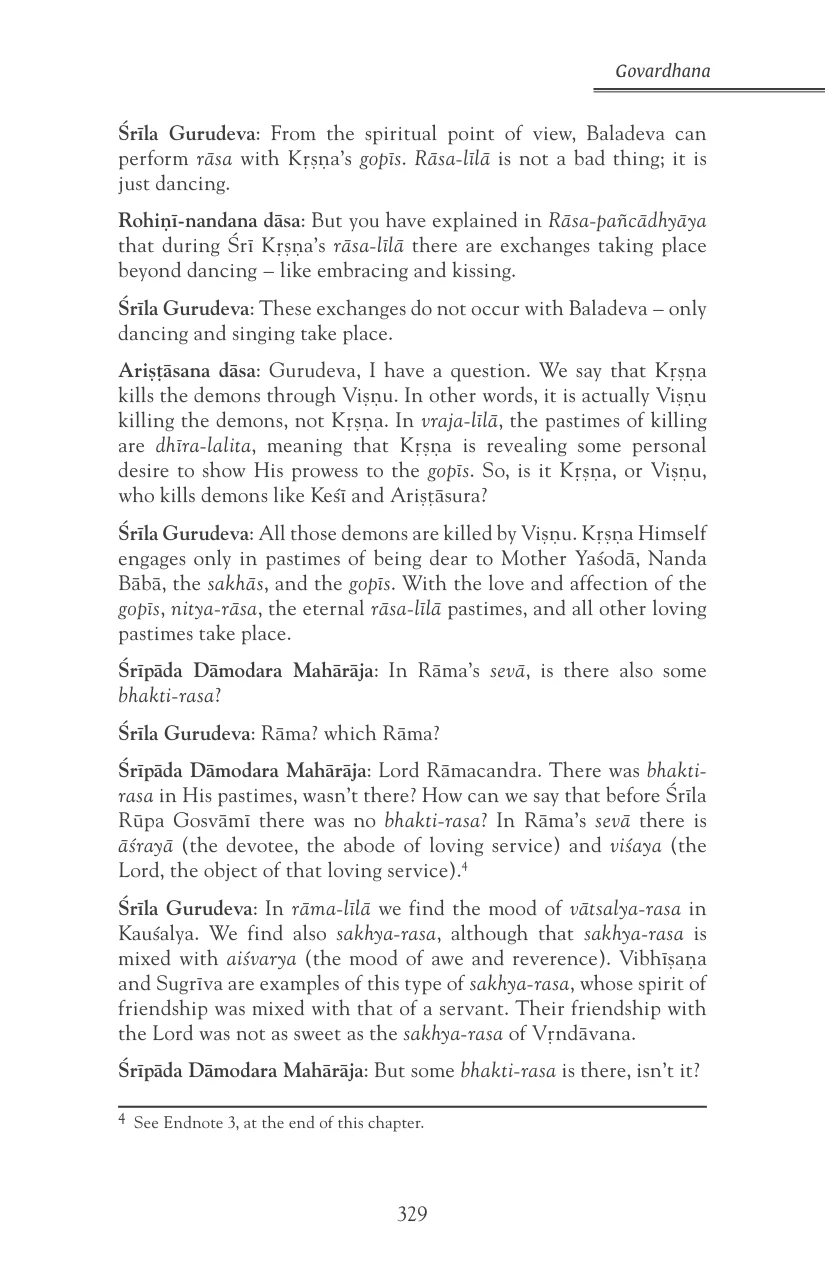 Govardhana
Śrīla Gurudeva: From the spiritual point of view, Baladeva can
perform rāsa with Kṛṣṇa’s gopīs. Rāsa-līlā is not a bad thing; it is
just dancing.
Rohiṇī-nandana dāsa: But you have explained in Rāsa-pañcādhyāya
that during Śrī Kṛṣṇa’s rāsa-līlā there are exchanges taking place
beyond dancing – like embracing and kissing.
Śrīla Gurudeva: These exchanges do not occur with Baladeva – only
dancing and singing take place.
Ariṣṭāsana dāsa: Gurudeva, I have a question. We say that Kṛṣṇa
kills the demons through Viṣṇu. In other words, it is actually Viṣṇu
killing the demons, not Kṛṣṇa. In vraja-līlā, the pastimes of killing
are dhīra-lalita, meaning that Kṛṣṇa is revealing some personal
desire to show His prowess to the gopīs. So, is it Kṛṣṇa, or Viṣṇu,
who kills demons like Keśī and Ariṣṭāsura?
Śrīla Gurudeva: All those demons are killed by Viṣṇu. Kṛṣṇa Himself
engages only in pastimes of being dear to Mother Yaśodā, Nanda
Bābā, the sakhās, and the gopīs. With the love and affection of the
gopīs, nitya-rāsa, the eternal rāsa-līlā pastimes, and all other loving
pastimes take place.
Śrīpāda Dāmodara Mahārāja: In Rāma’s sevā, is there also some
bhakti-rasa?
Śrīla Gurudeva: Rāma? which Rāma?
Śrīpāda Dāmodara Mahārāja: Lord Rāmacandra. There was bhakti-
rasa in His pastimes, wasn’t there? How can we say that before Śrīla
Rūpa Gosvāmī there was no bhakti-rasa? In Rāma’s sevā there is
āśrayā (the devotee, the abode of loving service) and viśaya (the
Lord, the object of that loving service).4
Śrīla Gurudeva: In rāma-līlā we find the mood of vātsalya-rasa in
Kauśalya. We find also sakhya-rasa, although that sakhya-rasa is
mixed with aiśvarya (the mood of awe and reverence). Vibhīṣaṇa
and Sugrīva are examples of this type of sakhya-rasa, whose spirit of
friendship was mixed with that of a servant. Their friendship with
the Lord was not as sweet as the sakhya-rasa of Vṛndāvana.
Śrīpāda Dāmodara Mahārāja: But some bhakti-rasa is there, isn’t it?
4 See Endnote 3, at the end of this chapter.
329